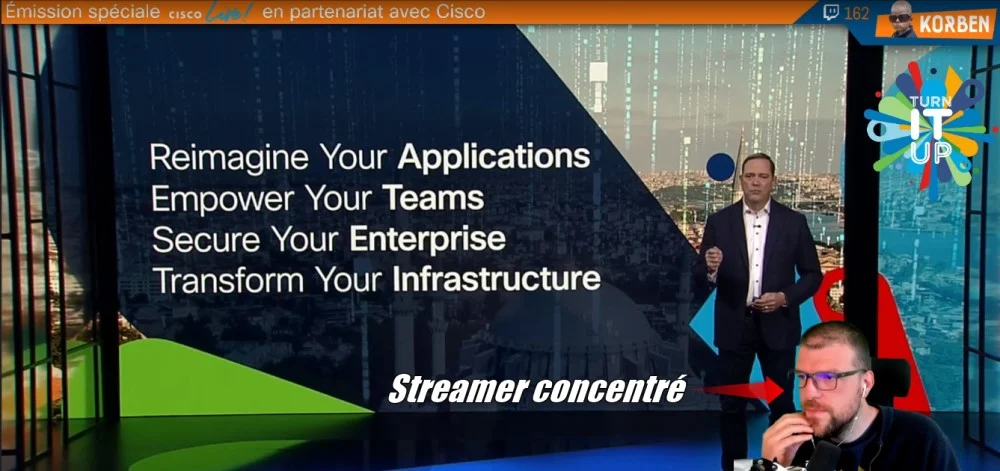 Émission spéciale CISCO Live! en partenariat avec Cisco
162
KORBEN
TURN
IT
UP
Reimagine Your Applications
Empower Your Teams
Secure Your Enterprise
Transform Your Infrastructure
Streamer concentré